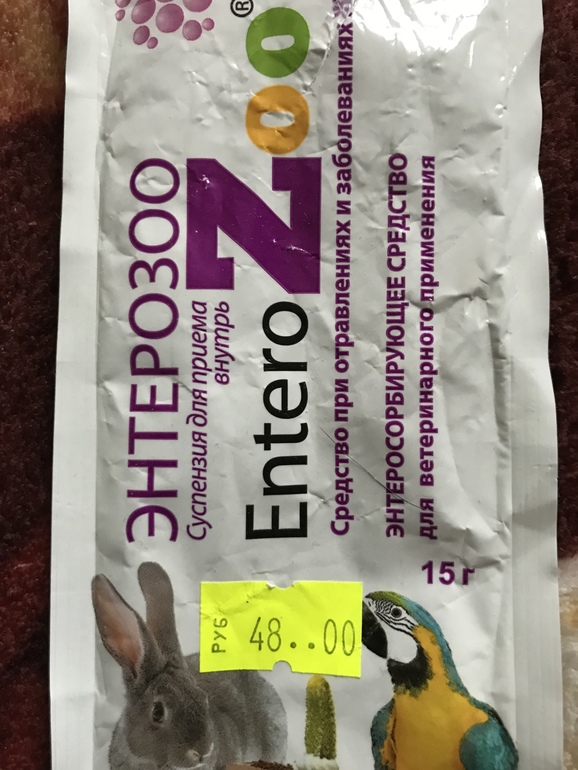 ЭНТЕРОЗОО
Суспензия для приема
внутрь
EnteroZoo®
Средство при отравлениях и заболеваниях
ЭНТЕРОСОРБИРУЮЩЕЕ СРЕДСТВО
для ветеринарного применения
15 г
РУБ 48..00